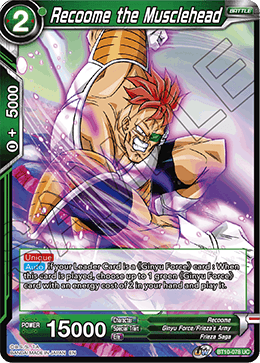 2
Recoome the Musclehead
BATTLE
+ 5000
Unique
Auto If your Leader Card is a 《Ginyu Force》 card : When
this card is played, choose up to 1 green 《Ginyu Force》
card with an energy cost of 2 in your hand and play it.
POWER
15000
Character
Recoome
Special Trait
Ginyu Force/Frieza's Army
Era
Frieza Saga
BT10-078 UC